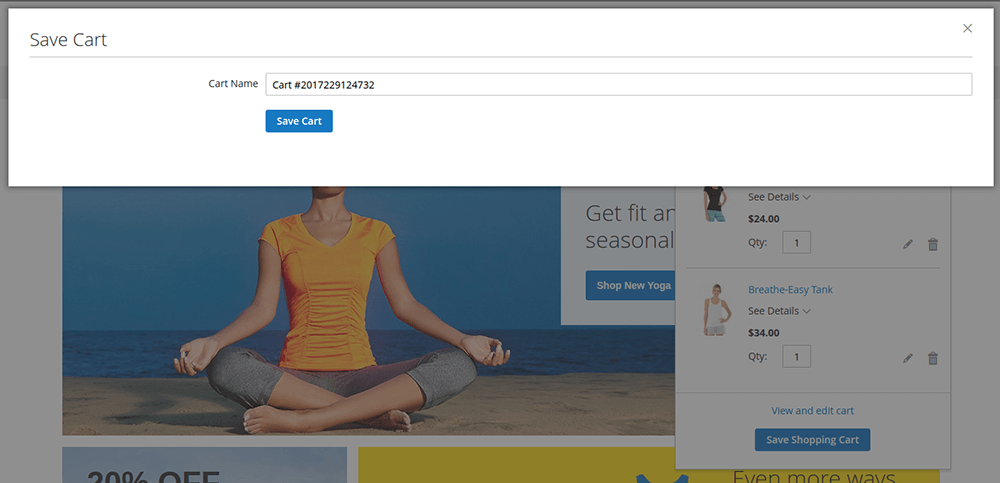 Save Cart
Cart Name
Cart #2017229124732
Save Cart
Get fit an
seasonal
Shop New Yoga
See Details
$24.00
Qty: 1
Breathe-Easy Tank
See Details
$34.00
Qty: 1
View and edit cart
Save Shopping Cart
20% OFF
Even more ways